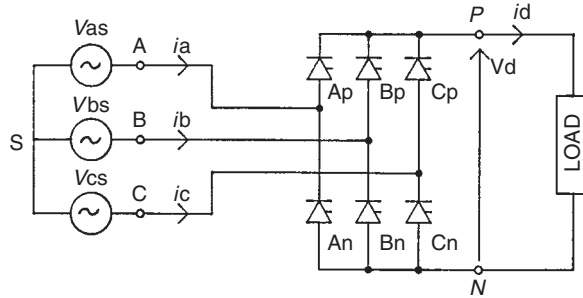 Vas A ia
Vbs B ib
S
Vcs C ic
P id
Ap Bp Cp Vd
LOAD
An Bn Cn
N